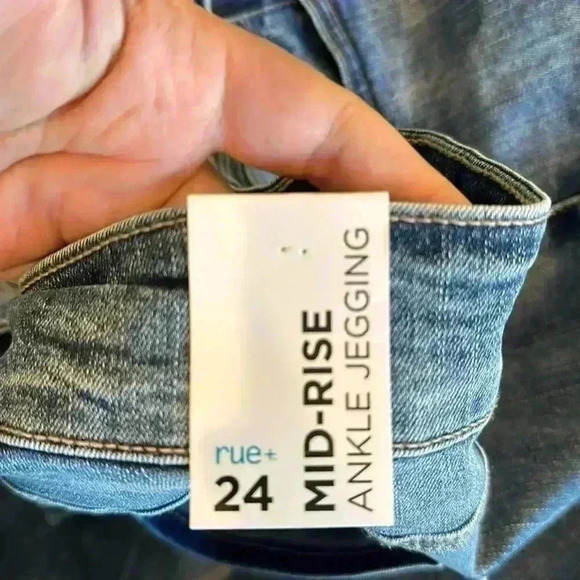 rue+
24
MID-RISE
ANKLE JEGGING